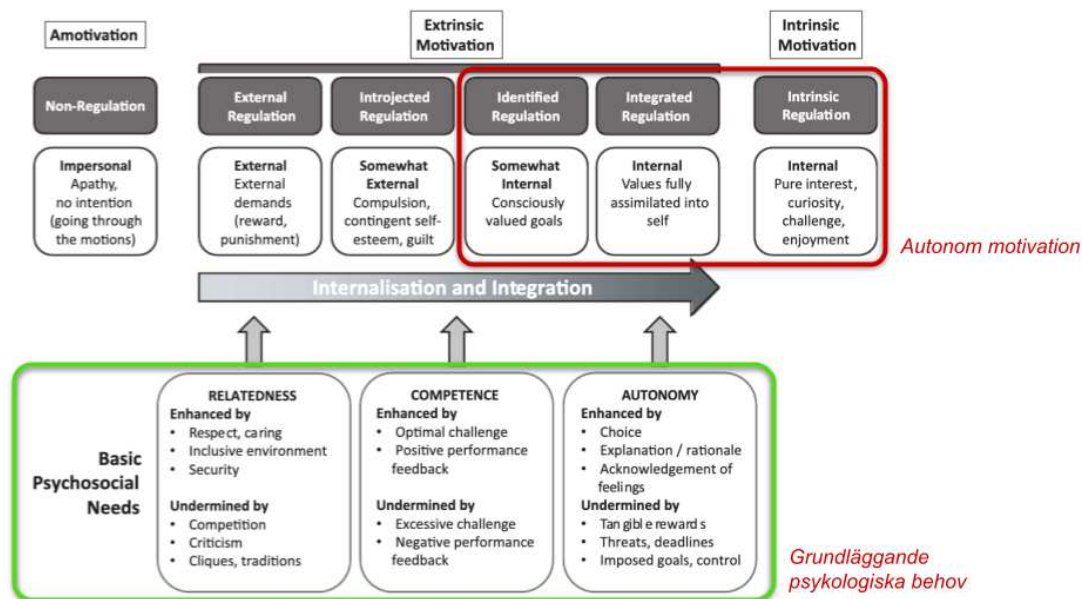 Amotivation
Extrinsic
Motivation
Intrinsic
Motivation
Non-Regulation
External
Regulation
Introjected
Regulation
Identified
Regulation
Integrated
Regulation
Intrinsic
Regulation
Impersonal
Apathy,
no intention
(going through
the motions)
External
External
demands
(reward,
punishment)
Somewhat
External
Compulsion,
contingent self-
esteem, guilt
Somewhat
Internal
Consciously
valued goals
Internal
Values fully
assimilated into
self
Internal
Pure interest,
curiosity,
challenge,
enjoyment
Autonom motivation
Internalisation and Integration
Basic
Psychosocial
Needs
RELATEDNESS
Enhanced by
• Respect, caring
• Inclusive environment
• Security
Undermined by
• Competition
• Criticism
• Cliques, traditions
COMPETENCE
Enhanced by
• Optimal challenge
• Positive performance
feedback
Undermined by
• Excessive challenge
• Negative performance
feedback
AUTONOMY
Enhanced by
• Choice
• Explanation / rationale
• Acknowledgement of
feelings
Undermined by
• Tangible rewards
• Threats, deadlines
• Imposed goals, control
Grundläggande
psykologiska behov